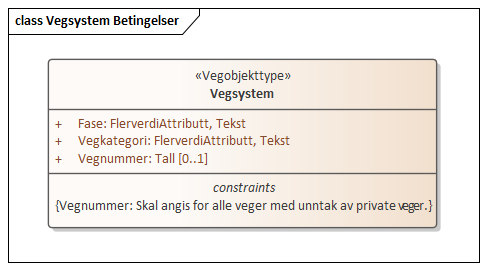 class Vegsystem Betingelser
«Vegobjekttype»
Vegsystem
+ Fase: FlerverdiAttributt, Tekst
+ Vegkategori: FlerverdiAttributt, Tekst
+ Vegnummer: Tall [0..1]
constraints
{Vegnummer: Skal angis for alle veger med unntak av private veger.}